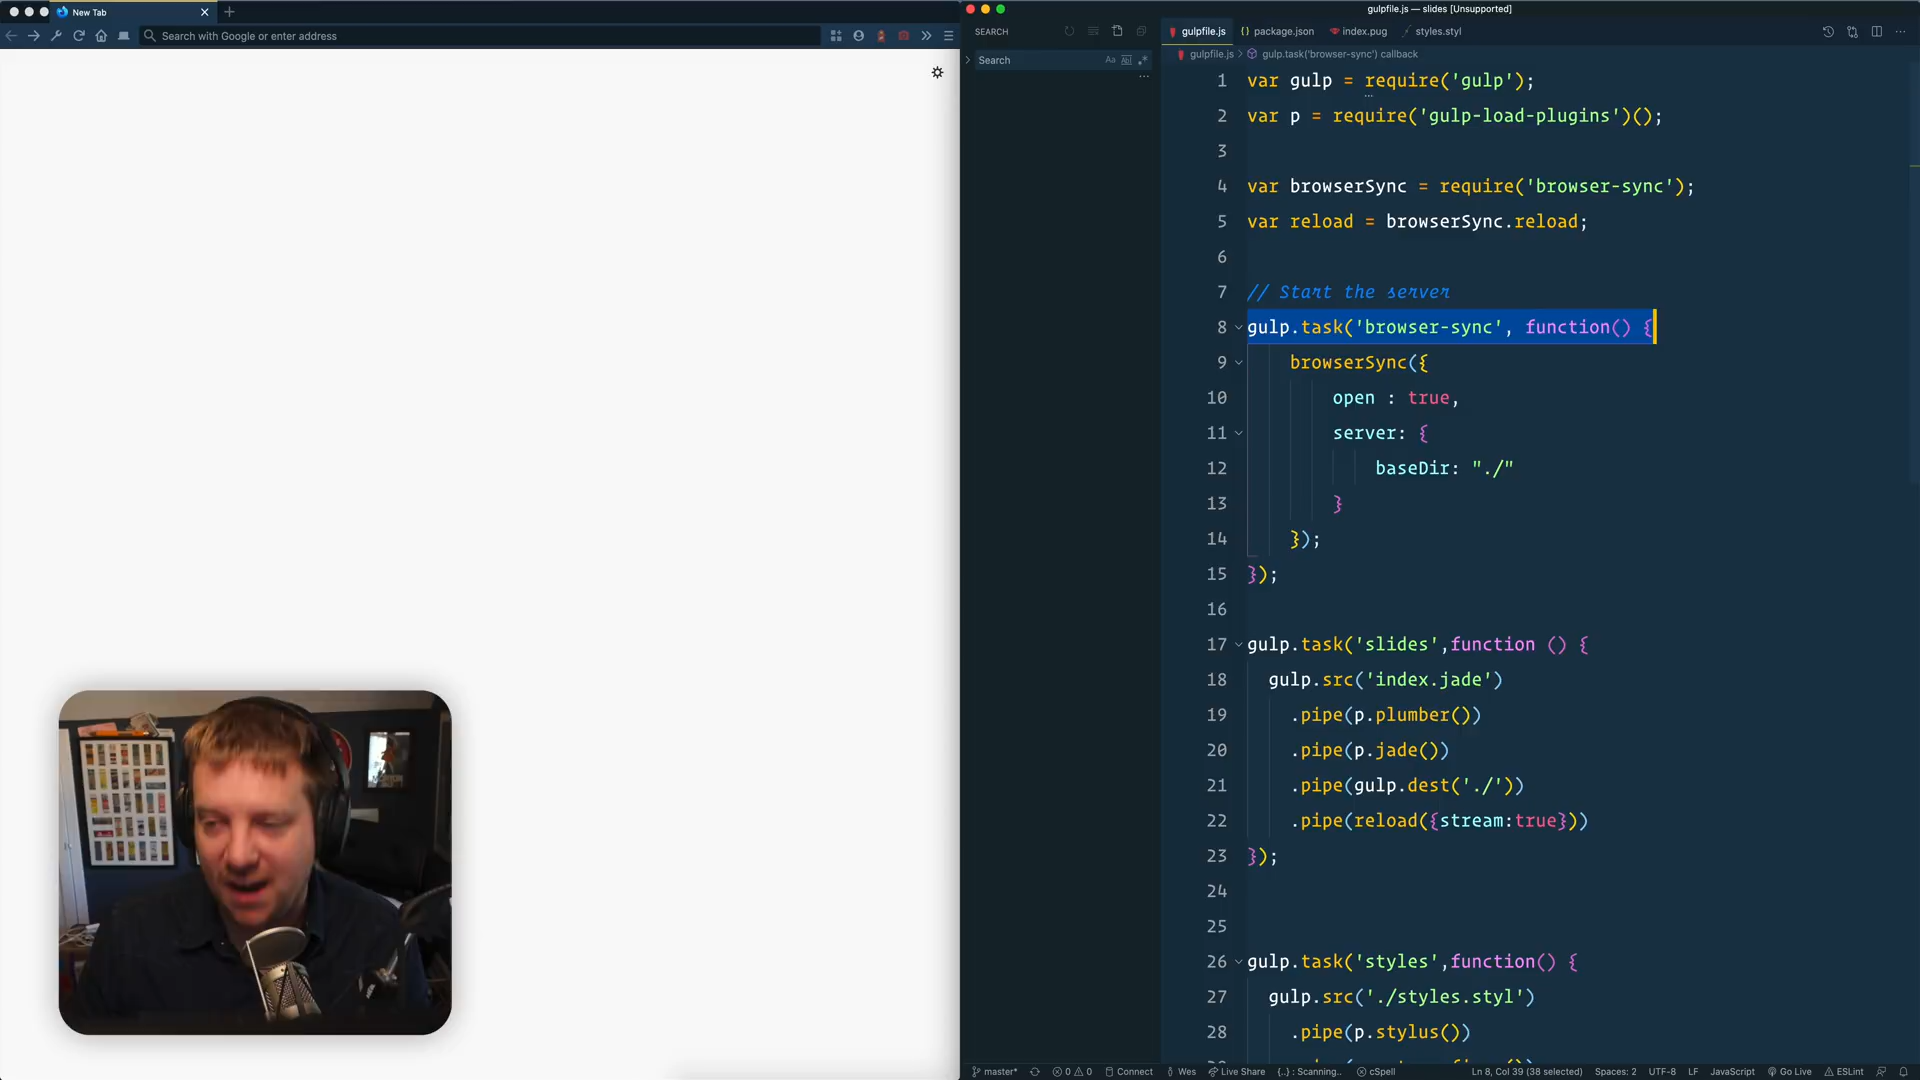 New Tab
Search with Google or enter address
gulpfile.js — slides [Unsupported]
SEARCH
Search
Aa
gulpfile.js
{ } package.json
index.pug
styles.styl
gulpfile.js > gulp.task('browser-sync') callback
1 var gulp = require('gulp');
2 var p = require('gulp-load-plugins')();
3
4 var browserSync = require('browser-sync');
5 var reload = browserSync.reload;
6
7 // Start the server
8 gulp.task('browser-sync', function() {
9 browserSync({
10 open : true,
11 server: {
12 baseDir: "./"
13 }
14 });
15 });
16
17 gulp.task('slides',function () {
18 gulp.src('index.jade')
19 .pipe(p.plumber())
20 .pipe(p.jade())
21 .pipe(gulp.dest('./'))
22 .pipe(reload({stream:true}))
23 });
24
25
26 gulp.task('styles',function() {
27 gulp.src('./styles.styl')
28 .pipe(p.stylus())
master*
0 0
Connect
Wes
Live Share
{..} : Scanning..
cSpell
Ln 8, Col 39 (38 selected)
Spaces: 2
UTF-8
LF
JavaScript
Go Live
ESLint